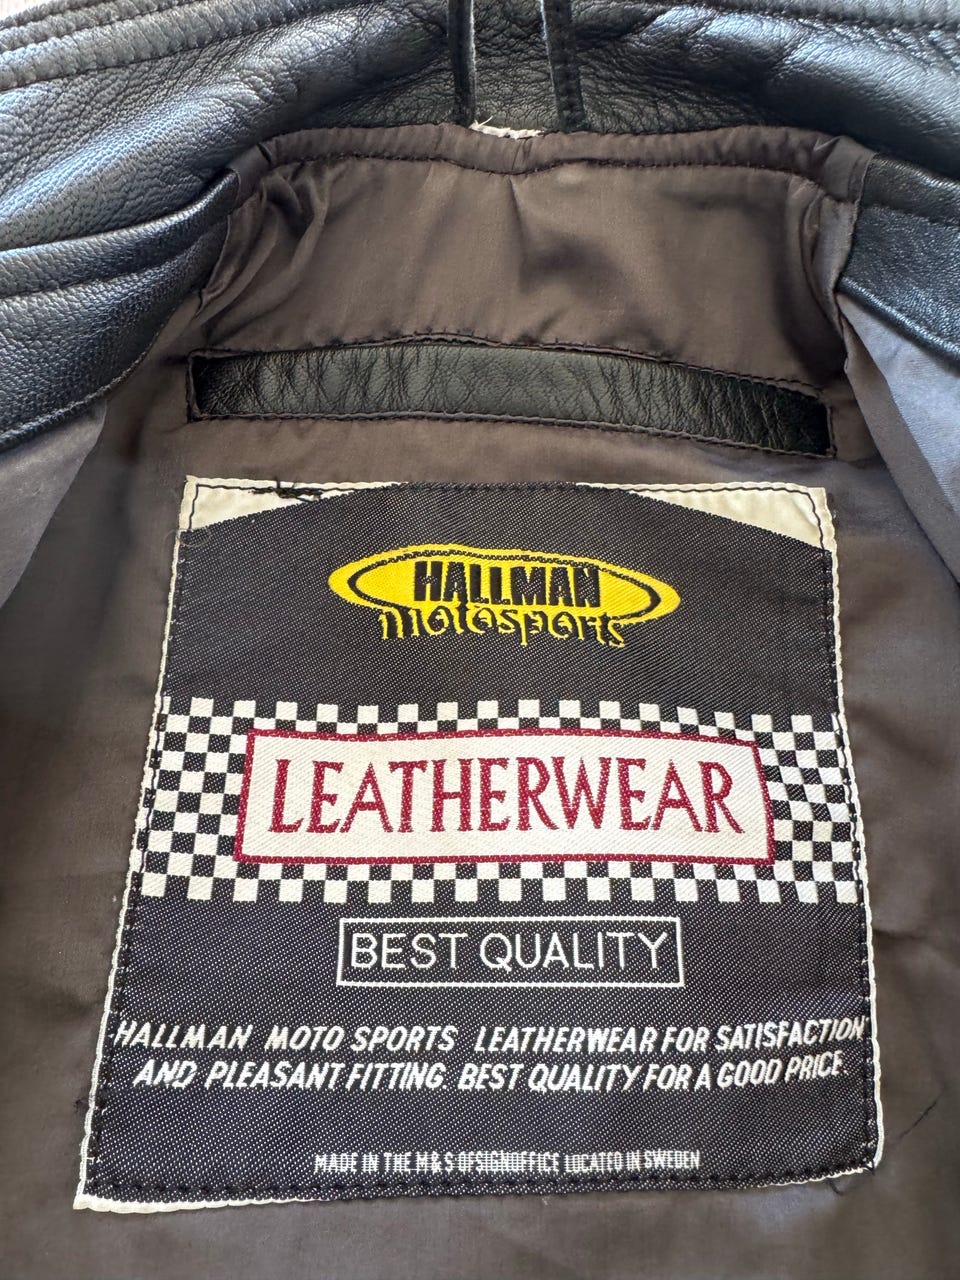 HALLMAN
motosports
LEATHERWEAR
BEST QUALITY
HALLMAN MOTO SPORTS LEATHERWEAR FOR SATISFACTION
AND PLEASANT FITTING BEST QUALITY FOR A GOOD PRICE.
MADE IN THE M&S DFSIGNOFFICE LOCATED IN SWEDEN